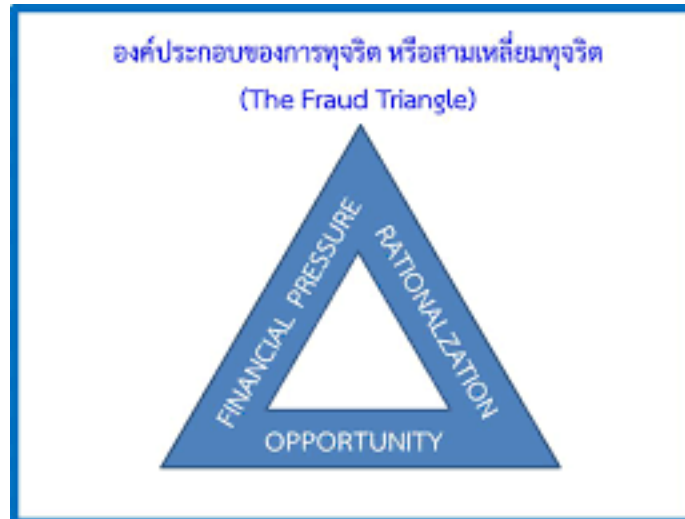 องค์ประกอบของการทุจริต หรือสามเหลี่ยมทุจริต
(The Fraud Triangle)
FINANCIAL PRESSURE
RATIONALZATION
OPPORTUNITY